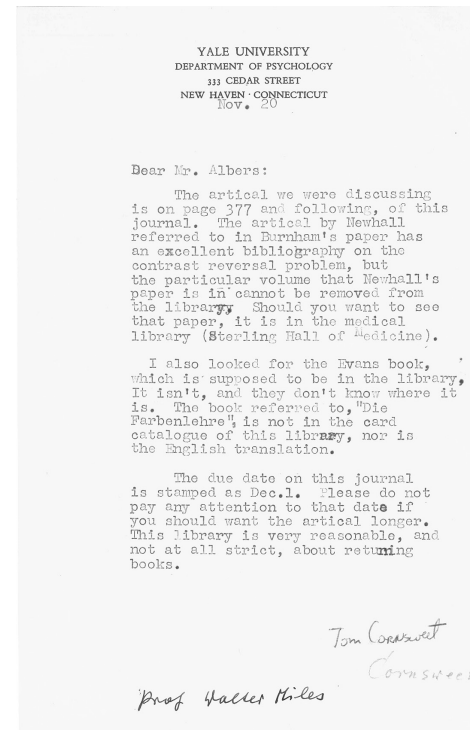 YALE UNIVERSITY
DEPARTMENT OF PSYCHOLOGY
333 CEDAR STREET
NEW HAVEN · CONNECTICUT
Nov. 20
Dear Mr. Albers:
The artical we were discussing
is on page 377 and following, of this
journal. The artical by Newhall
referred to in Burnham's paper has
an excellent bibliography on the
contrast reversal problem, but
the particular volume that Newhall's
paper is in cannot be removed from
the library. Should you want to see
that paper, it is in the medical
library (Sterling Hall of Medicine).
I also looked for the Evans book,
which is supposed to be in the library,
It isn't, and they don't know where it
is. The book referred to, "Die
Farbenlehre", is not in the card
catalogue of this library, nor is
the English translation.
The due date on this journal
is stamped as Dec.1. Please do not
pay any attention to that date if
you should want the artical longer.
This library is very reasonable, and
not at all strict, about retuning
books.
Tom Cornsweet
Cornsweet
Prof Walter Miles